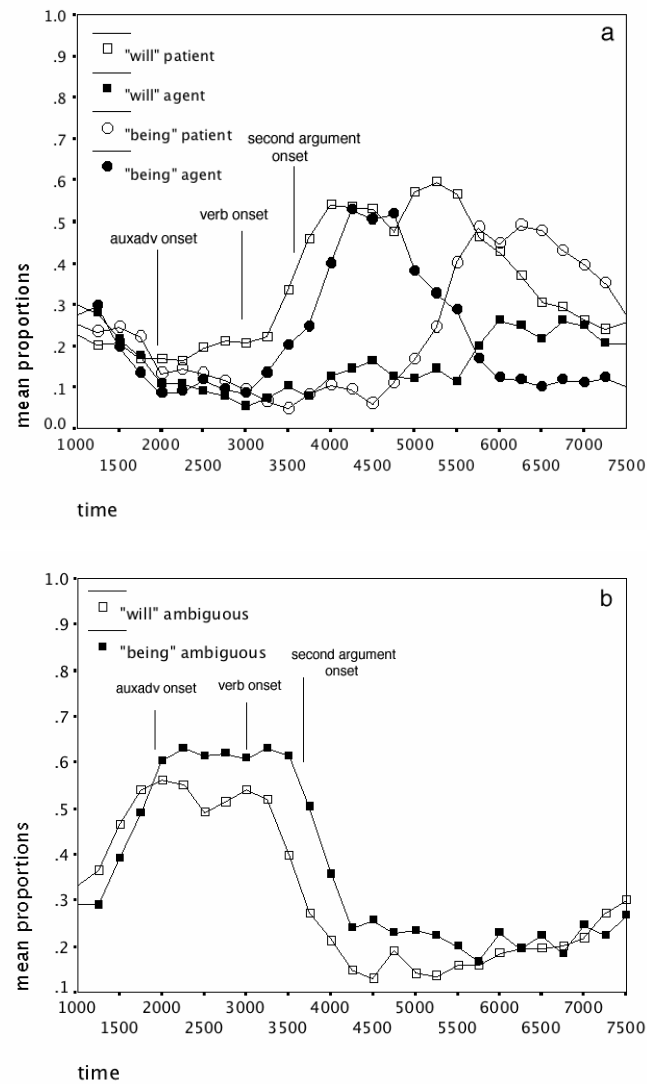 a
1.0
.9
.8
.7
.6
.5
.4
.3
.2
.1
0.0
mean proportions
"will" patient
"will" agent
"being" patient
"being" agent
auxadv onset
verb onset
second argument
onset
1000 2000 3000 4000 5000 6000 7000
1500 2500 3500 4500 5500 6500 7500
time
b
1.0
.9
.8
.7
.6
.5
.4
.3
.2
.1
mean proportions
"will" ambiguous
"being" ambiguous
auxadv onset
verb onset
second argument
onset
1000 2000 3000 4000 5000 6000 7000
1500 2500 3500 4500 5500 6500 7500
time